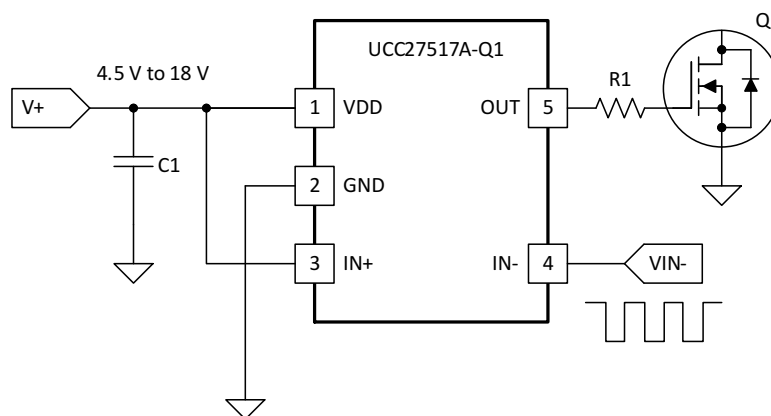 Q
UCC27517A-Q1
4.5 V to 18 V
R1
V+
1 VDD
OUT 5
C1
2 GND
3 IN+
IN- 4
VIN-